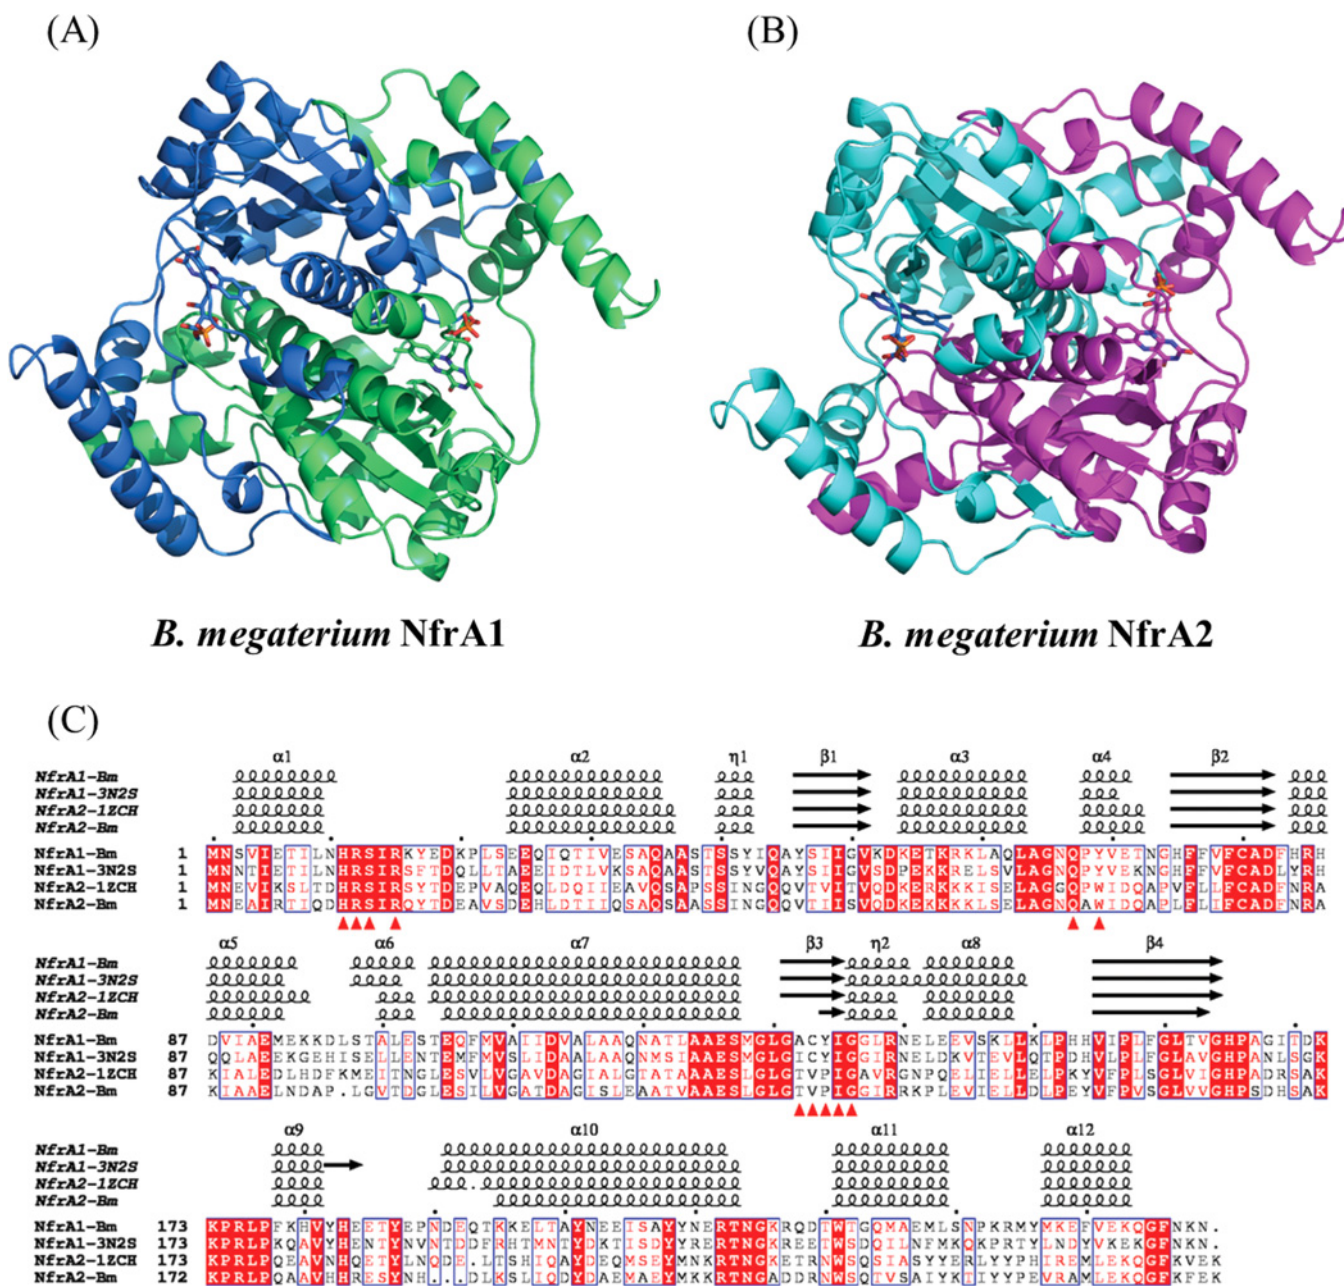 (A)
(B)
B. megaterium NfrA1
B. megaterium NfrA2
(C)
α1 α2 η1 β1 α3 α4 β2
NfrA1-Bm
NfrA1-3N2S
NfrA2-1ZCH
NfrA2-Bm
NfrA1-Bm 1 MNSVIETILNHRSIRKYEDKPLSEEQIQTIVESAQAASTSSYIQAYSIIGVKDKETKRKLAQLAGNQPYVETNGHFFVFCADFHRH
NfrA1-3N2S 1 MNNTIETILNHRSIRSYTDEPVAQEQLDTIIEAAQSAPSTSSYVQAYSIIGVSDPEKKRELSVLAGNQPYVEKNGHFFVFCADLYRH
NfrA2-1ZCH 1 MNEVIKSLTDHRSIRSYTDEPVAQEQLDQIIEAVQSAPSSINGQQVTVITVQDKERKKKISELAGGQPWIDQAPVFLLFCADFNRA
NfrA2-Bm 1 MNEAIRTIQDHRSIRQYTDEAVSDEHLDTIIQSAQSAASSINGQQVTIISVQDKEKKKKLSELAGNQAWIDQAPLFLIFCADFNRA
α5 α6 α7 β3 η2 α8 β4
NfrA1-Bm
NfrA1-3N2S
NfrA2-1ZCH
NfrA2-Bm
NfrA1-Bm 87 DVIAEMEKKDLSTALESTEQFMVAIIDVALAAQNATLAAESMGLGACYIGGLRNELEEVSKLLKLPHHVIPLFGLTVGHPAGITDK
NfrA1-3N2S 87 QQLAEEKGEHISELLENTEMFMVSLIDAALAAQNMSIAAESMGLGICYIGGIRNELDKVTEVLQTPDHVLPLFGLAVGHPANLSGK
NfrA2-1ZCH 87 KIALEDLHDFKMEITNGLESVLVGAVDAGIALGTATAAAESLGLGTVPIGAVRGNPQELIELLELPKYVFPLSGLVIGHPADRSAK
NfrA2-Bm 87 KIAAELNDAP.LGVTDGLESILVGATDAGISLEAATVAAESLGLGTVPIGGIRRKPLEVIELLDLPEYVFPVSGLVVGHPSDHSAK
α9 α10 α11 α12
NfrA1-Bm
NfrA1-3N2S
NfrA2-1ZCH
NfrA2-Bm
NfrA1-Bm 173 KPRLPFKHVYHEETYEPNDEQTKKELTAYNEEISAYYNERTNGKRQDTWTGQMAEMLSNPKRMYMKEFVEKQGFNKN.
NfrA1-3N2S 173 KPRLPKQAVYHENTYNVNTDDFRHTMNTYDKTISDYYRERTNGKREETWSDQILNFMKQKPRTYLNDYVKEKGFNKN.
NfrA2-1ZCH 173 KPRLPQEAVNHQETYLNQDELTSHIQAYDEQMSEYMNKRTNGKETRNWSQSIASYYERLYYPHIREMLEKQGFKVEK
NfrA2-Bm 172 KPRLPQAAVHHRESYNH...DLKSLIQDYDAEMAEYMKKRTNGADDRNWSQTVSAIYKTIYYPEVRAMLEKQGFEFEK